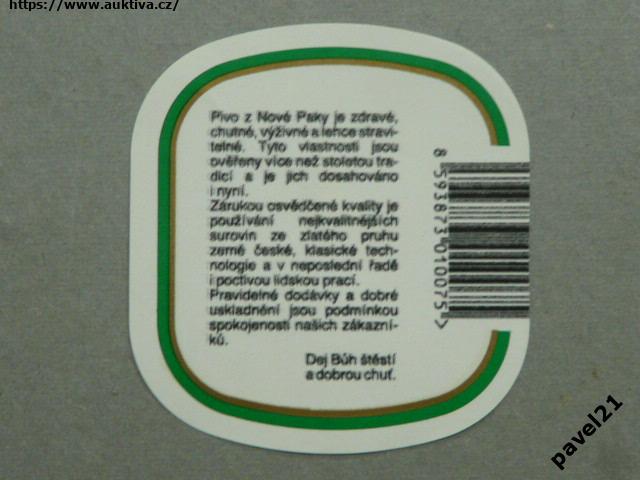 https://www.auktiva.cz/
Pivo z Nové Paky je zdravé,
chutné, výživné a lehce stravi-
telné. Tyto vlastnosti jsou
ověřeny více než stoletou tra-
dicí a je jich dosahováno
i nyní.
Zárukou osvědčené kvality je
používání nejkvalitnějších
surovin ze zlatého pruhu
země české, klasické tech-
nologie a v neposlední řadě
i poctivou lidskou prací.
Pravidelné dodávky a dobré
uskladnění jsou podmínkou
spokojenosti našich zákazní-
ků.
Dej Bůh štěstí
a dobrou chuť.
8 593873 010075>
pavel21